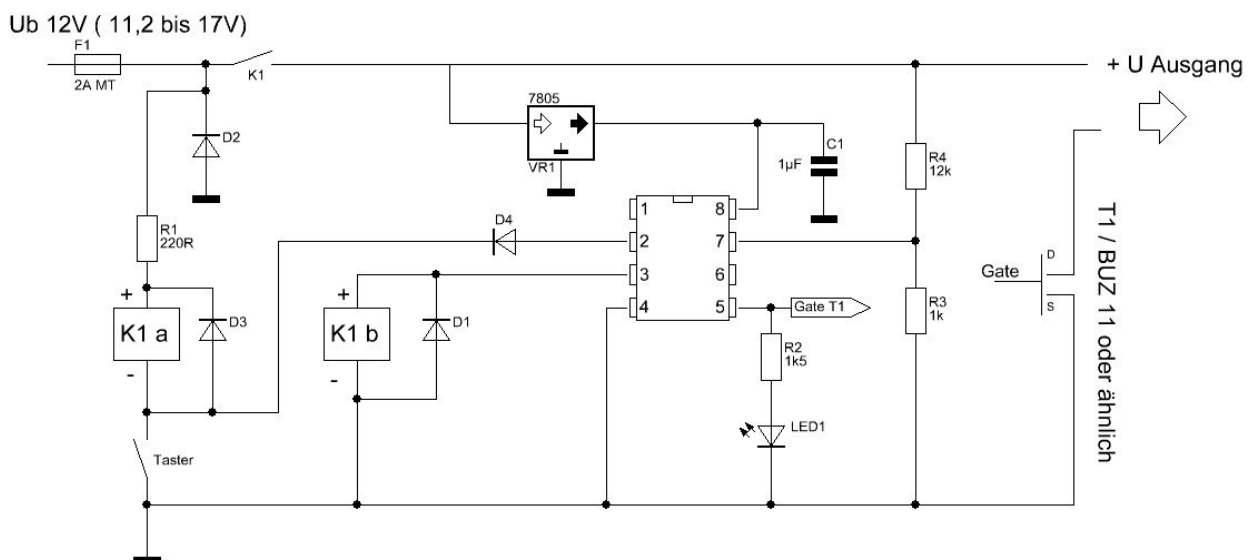 Ub 12V ( 11,2 bis 17V)
F1
2A MT
K1
+ U Ausgang
7805
VR1
D2
C1
1µF
R4
12k
R1
220R
D4
1
8
2
7
3
6
4
5
T1 / BUZ 11 oder ähnlich
D
Gate
S
+
K1 a
-
D3
+
K1 b
-
D1
Gate T1
R3
1k
R2
1k5
LED1
Taster